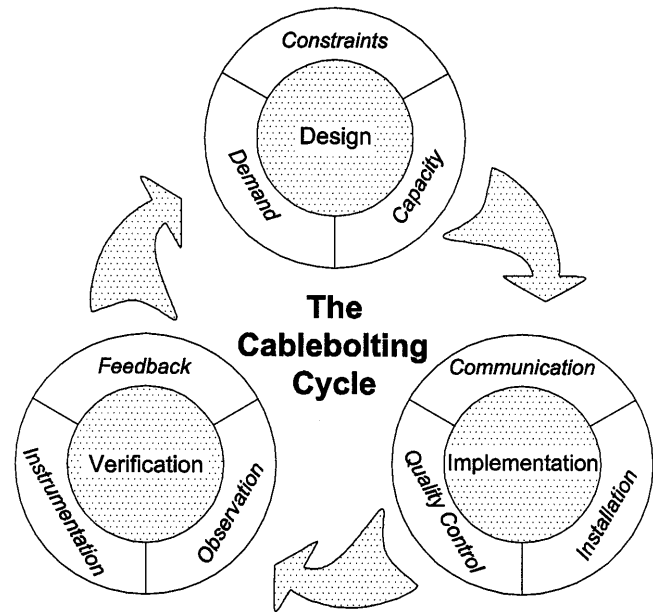 Constraints
Design
Demand
Capacity
The
Cablebolting
Cycle
Feedback
Verification
Instrumentation
Observation
Communication
Implementation
Quality Control
Installation